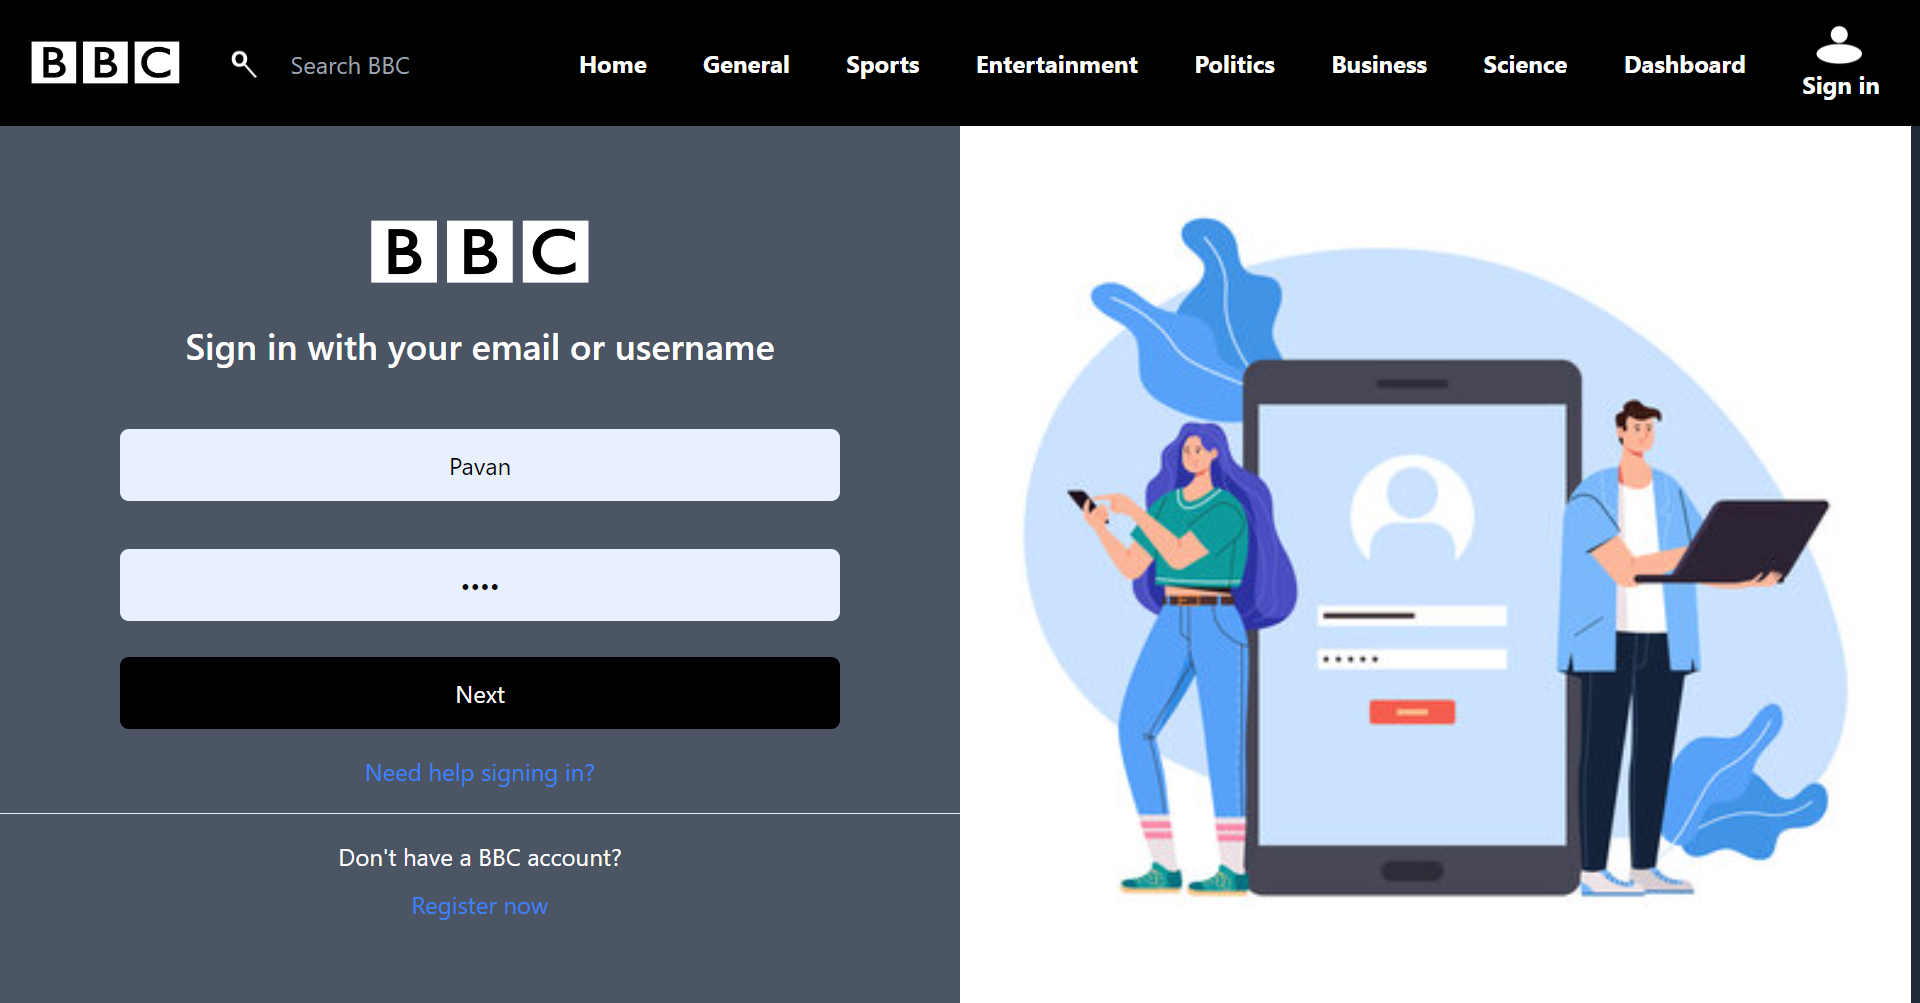 BBC
Search BBC
Home
General
Sports
Entertainment
Politics
Business
Science
Dashboard
Sign in
BBC
Sign in with your email or username
Pavan
••••
Next
Need help signing in?
Don't have a BBC account?
Register now